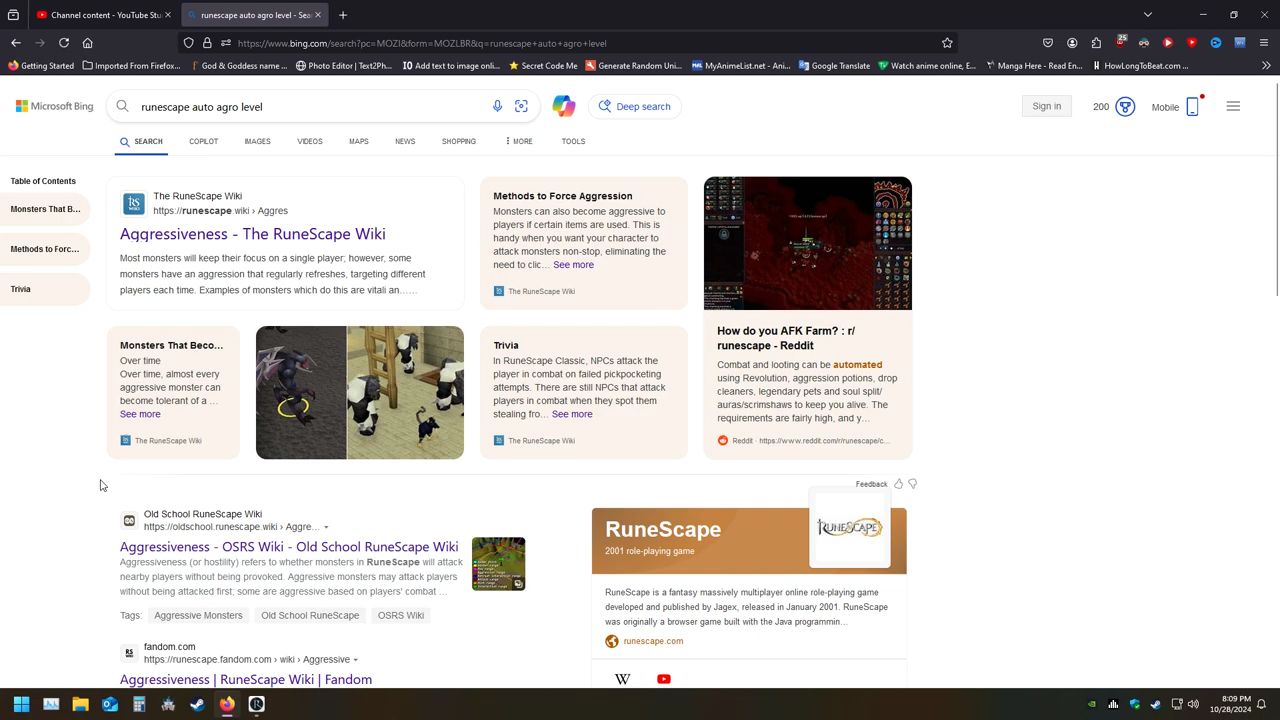 Channel content - YouTube Stu
runescape auto agro level - Sea
https://www.bing.com/search?pc=MOZI&form=MOZLBR&q=runescape+auto+agro+level
25
Getting Started
Imported From Firefox...
God & Goddess name ...
Photo Editor | Text2Ph...
Add text to image onl...
Secret Code Me
Generate Random Uni...
MyAnimeList.net - Ani...
Google Translate
Watch anime online, E...
Manga Here - Read En...
HowLongToBeat.com ...
Microsoft Bing
runescape auto agro level
Deep search
Sign in
200
Mobile
SEARCH
COPILOT
IMAGES
VIDEOS
MAPS
NEWS
SHOPPING
MORE
TOOLS
Table of Contents
Monsters That B...
Methods to Forc...
Trivia
The RuneScape Wiki
https://runescape.wiki › Aggres
Aggressiveness - The RuneScape Wiki
Most monsters will keep their focus on a single player; however, some
monsters have an aggression that regularly refreshes, targeting different
players each time. Examples of monsters which do this are vitali an......
Methods to Force Aggression
Monsters can also become aggressive to
players if certain items are used. This is
handy when you want your character to
attack monsters non-stop, eliminating the
need to clic... See more
The RuneScape Wiki
How do you AFK Farm? : r/
runescape - Reddit
Combat and looting can be automated
using Revolution, aggression potions, drop
cleaners, legendary pets and soul split/
auras/scrimshaws to keep you alive. The
requirements are fairly high, and y…
Reddit · https://www.reddit.com/r/runescape/c...
Monsters That Beco...
Over time
Over time, almost every
aggressive monster can
become tolerant of a ...
See more
The RuneScape Wiki
Trivia
In RuneScape Classic, NPCs attack the
player in combat on failed pickpocketing
attempts. There are still NPCs that attack
players in combat when they spot them
stealing fro... See more
The RuneScape Wiki
Feedback
Old School RuneScape Wiki
https://oldschool.runescape.wiki › Aggre...
Aggressiveness - OSRS Wiki - Old School RuneScape Wiki
Aggressiveness (or hos
) refers to whether monsters in RuneScape will attack
nearby players without being provoked. Aggressive monsters may attack players
without being attacked first; some are aggressive based on players' combat …
Tags:
Aggressive Monsters
Old School RuneScape
OSRS Wiki
fandom.com
https://runescape.fandom.com › wiki › Aggressive
Aggressive | RuneScape Wiki | Fandom
RuneScape
2001 role-playing game
RUNESCAPE
RuneScape is a fantasy massively multiplayer online role-playing game
developed and published by Jagex, released in January 2001. RuneScape
was originally a browser game built with the Java programmin…
runescape.com
8:09 PM
10/28/2024